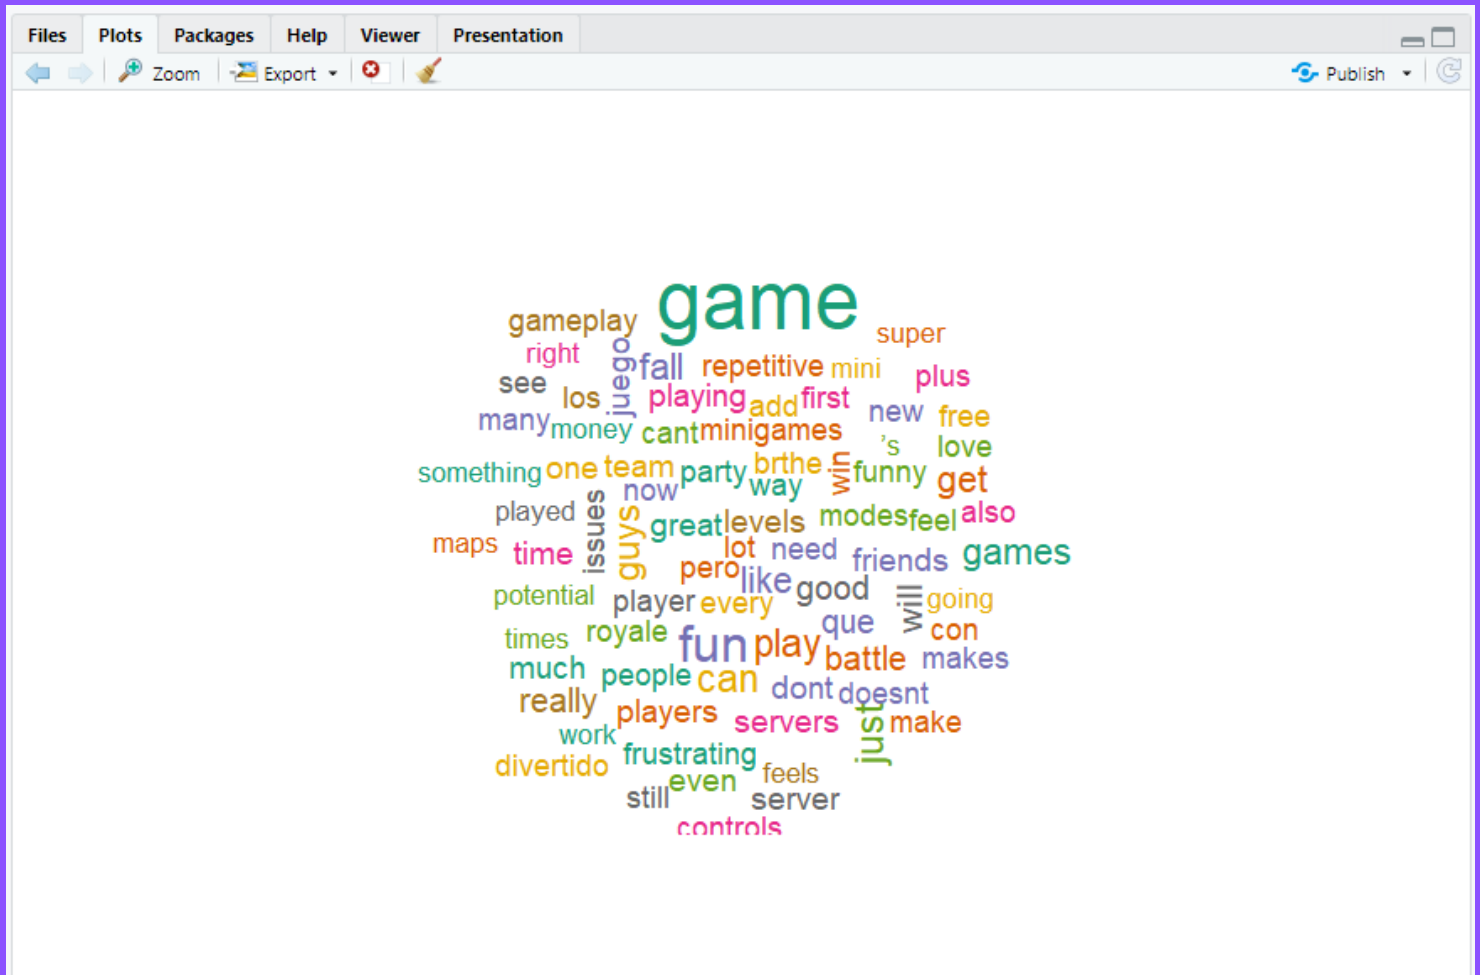 Files Plots Packages Help Viewer Presentation
Zoom Export Publish
game
gameplay super
right juego fall repetitive mini plus
see los playing add first new free
many money cant minigames 's love
something one team party brthe win funny get
now way
played issues guys great levels modes feel also
maps time lot need friends games
pero like good will
potential player every going
times royale fun play que con
battle makes
much people can dont doesnt
really players servers just make
work frustrating
divertido even feels
still server
controls